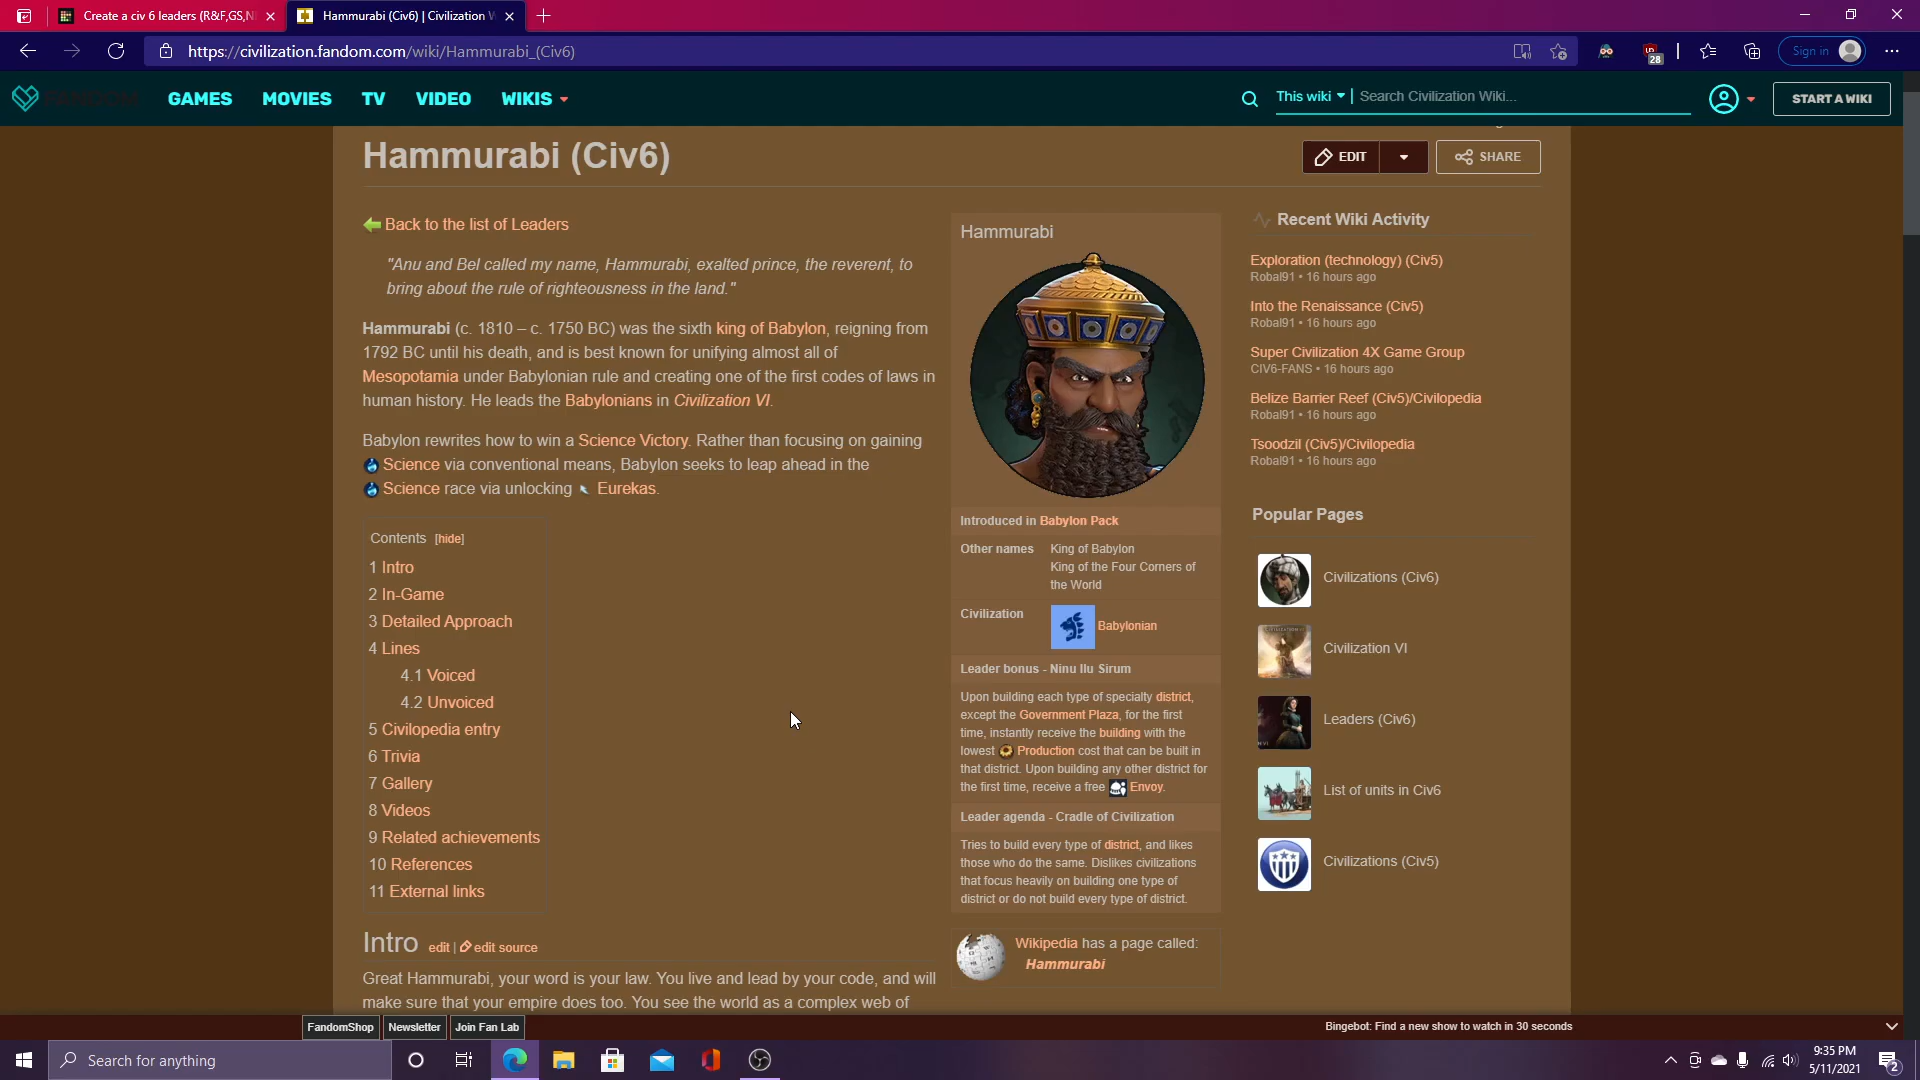 Create a civ 6 leaders (R&F,GS,N
Hammurabi (Civ6) | Civilization W
https://civilization.fandom.com/wiki/Hammurabi_(Civ6)
28
Sign in
GAMES
MOVIES
TV
VIDEO
WIKIS
This wiki
Search Civilization Wiki...
START A WIKI
Hammurabi (Civ6)
EDIT
SHARE
Back to the list of Leaders
"Anu and Bel called my name, Hammurabi, exalted prince, the reverent, to
bring about the rule of righteousness in the land."
Hammurabi (c. 1810 – c. 1750 BC) was the sixth king of Babylon, reigning from
1792 BC until his death, and is best known for unifying almost all of
Mesopotamia under Babylonian rule and creating one of the first codes of laws in
human history. He leads the Babylonians in Civilization VI.
Babylon rewrites how to win a Science Victory. Rather than focusing on gaining
Science via conventional means, Babylon seeks to leap ahead in the
Science race via unlocking Eurekas.
Contents [hide]
1 Intro
2 In-Game
3 Detailed Approach
4 Lines
4.1 Voiced
4.2 Unvoiced
5 Civilopedia entry
6 Trivia
7 Gallery
8 Videos
9 Related achievements
10 References
11 External links
Intro edit | edit source
Great Hammurabi, your word is your law. You live and lead by your code, and will
make sure that your empire does too. You see the world as a complex web of
Hammurabi
Introduced in Babylon Pack
Other names King of Babylon
King of the Four Corners of
the World
Civilization Babylonian
Leader bonus - Ninu Ilu Sirum
Upon building each type of specialty district,
except the Government Plaza, for the first
time, instantly receive the building with the
lowest Production cost that can be built in
that district. Upon building any other district for
the first time, receive a free Envoy.
Leader agenda - Cradle of Civilization
Tries to build every type of district, and likes
those who do the same. Dislikes civilizations
that focus heavily on building one type of
district or do not build every type of district.
Wikipedia has a page called:
Hammurabi
Recent Wiki Activity
Exploration (technology) (Civ5)
Robal91 • 16 hours ago
Into the Renaissance (Civ5)
Robal91 • 16 hours ago
Super Civilization 4X Game Group
CIV6-FANS • 16 hours ago
Belize Barrier Reef (Civ5)/Civilopedia
Robal91 • 16 hours ago
Tsoodzil (Civ5)/Civilopedia
Robal91 • 16 hours ago
Popular Pages
Civilizations (Civ6)
Civilization VI
Leaders (Civ6)
List of units in Civ6
Civilizations (Civ5)
FandomShop
Newsletter
Join Fan Lab
Bingebot: Find a new show to watch in 30 seconds
Search for anything
9:35 PM
5/11/2021
2